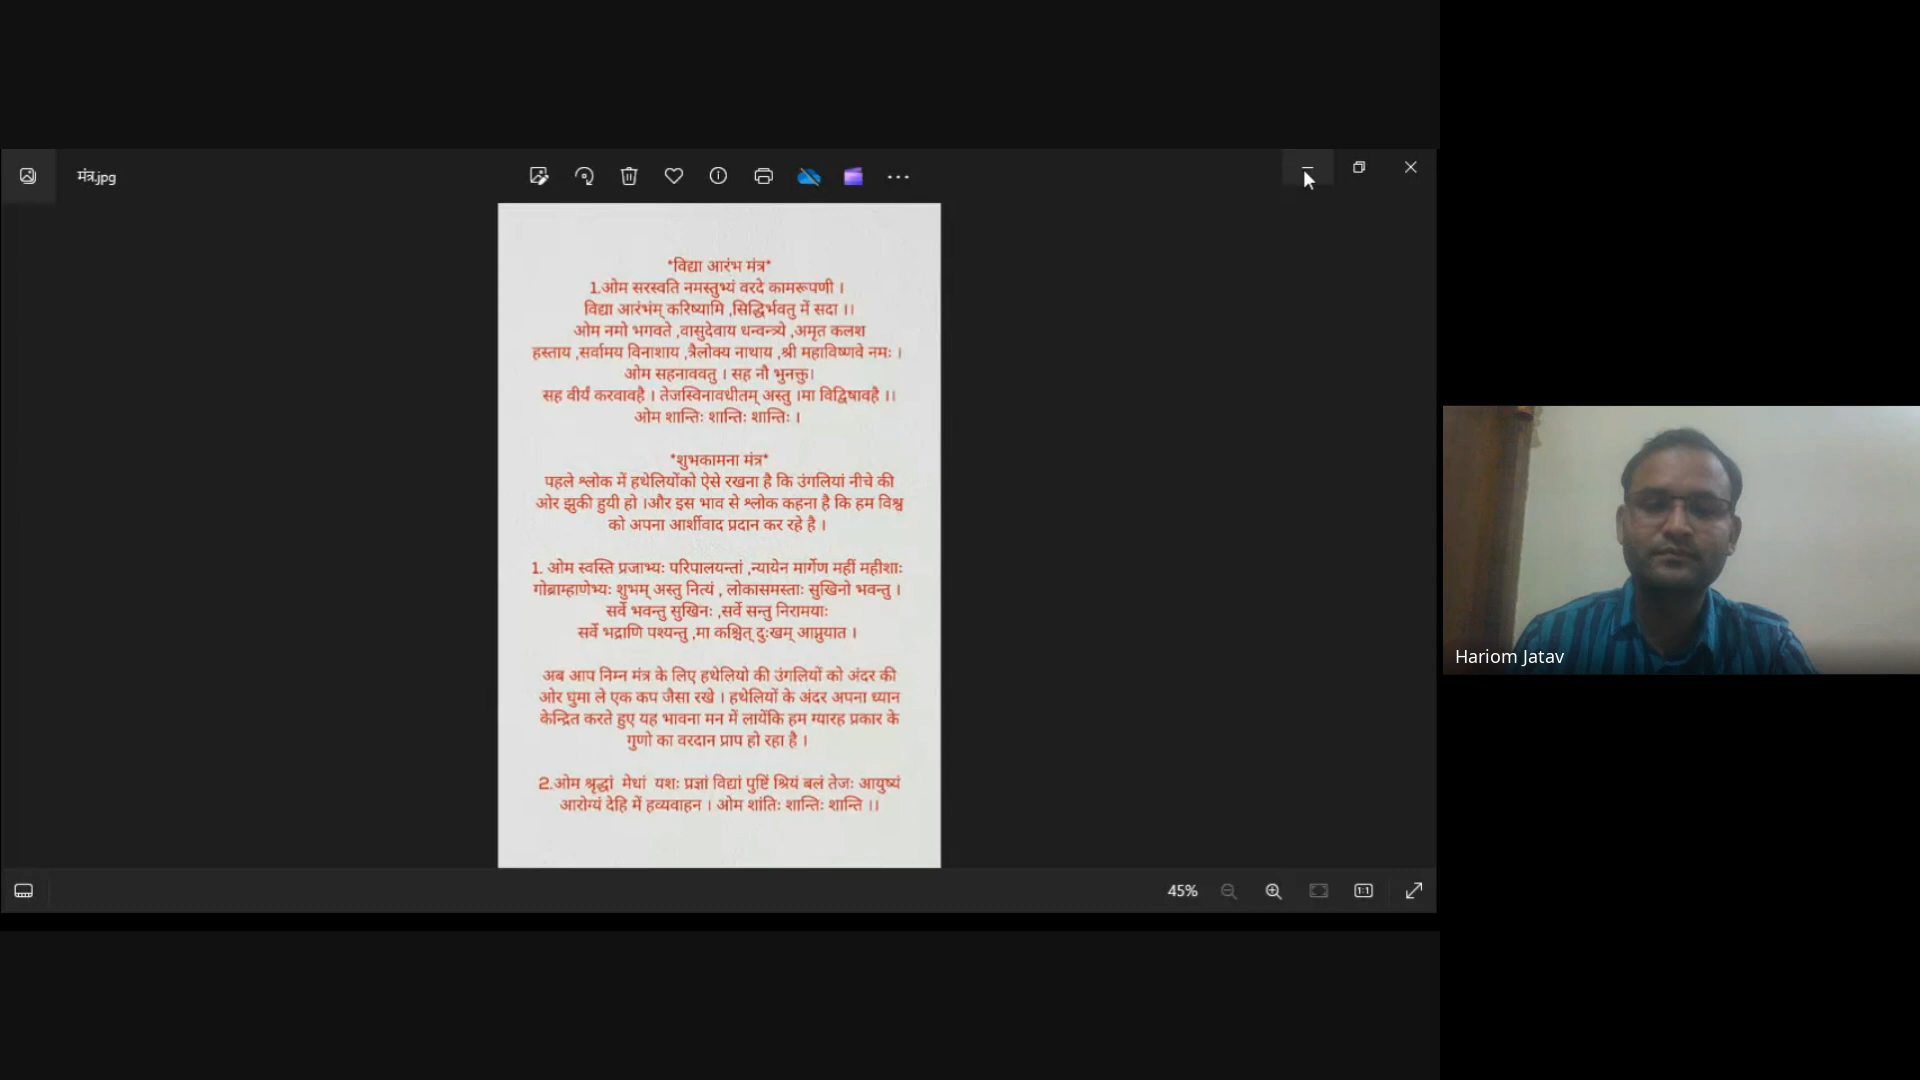 मंत्र.jpg
*विद्या आरंभ मंत्र*
1.ओम सरस्वति नमस्तुभ्यं वरदे कामरूपणी ।
विद्या आरंभंम् करिष्यामि ,सिद्धिर्भवतु में सदा ।।
ओम नमो भगवते ,वासुदेवाय धन्वन्त्र्ये ,अमृत कलश
हस्ताय ,सर्वामय विनाशाय ,त्रैलोक्य नाथाय ,श्री महाविष्णवे नमः ।
ओम सहनाववतु । सह नौ भुनक्तु।
सह वीर्यं करवावहै । तेजस्विनावधीतम् अस्तु ।मा विद्विषावहै ।।
ओम शान्तिः शान्तिः शान्तिः ।
*शुभकामना मंत्र*
पहले श्लोक में हथेलियोंको ऐसे रखना है कि उंगलियां नीचे की
ओर झुकी हुयी हो ।और इस भाव से श्लोक कहना है कि हम विश्व
को अपना आर्शीवाद प्रदान कर रहे है ।
1. ओम स्वस्ति प्रजाभ्यः परिपालयन्तां ,न्यायेन मार्गेण महीं महीशाः
गोब्राम्हाणेभ्यः शुभम् अस्तु नित्यं , लोकासमस्ताः सुखिनो भवन्तु ।
सर्वे भवन्तु सुखिनः ,सर्वे सन्तु निरामयाः
सर्वे भद्राणि पश्यन्तु ,मा कश्चित् दुःखम् आप्नुयात ।
अब आप निम्न मंत्र के लिए हथेलियो की उंगलियों को अंदर की
ओर घुमा ले एक कप जैसा रखे । हथेलियों के अंदर अपना ध्यान
केन्द्रित करते हुए यह भावना मन में लायेंकि हम ग्यारह प्रकार के
गुणो का वरदान प्राप हो रहा है ।
2.ओम श्रृद्धां मेधां यशः प्रज्ञां विद्यां पुष्टिं श्रियं बलं तेजः आयुष्यं
आरोग्यं देहि में हव्यवाहन । ओम शांतिः शान्तिः शान्ति ।।
45%
Hariom Jatav